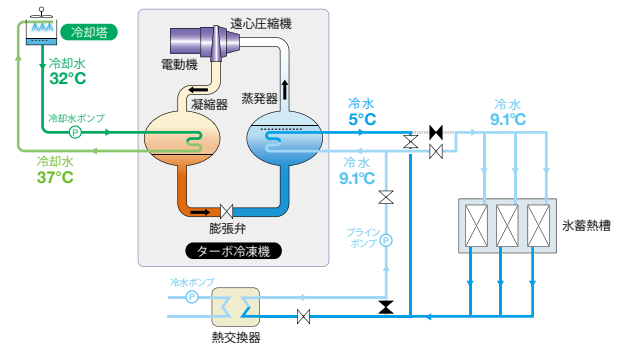 冷却塔
冷却水
32°C
冷却水ポンプ
P
冷却水
37°C
遠心圧縮機
電動機
凝縮器
蒸発器
膨張弁
ターボ冷凍機
冷水
5°C
冷水
9.1℃
冷水
9.1℃
氷蓄熱槽
ブライン
ポンプ
P
冷水ポンプ
P
熱交換器